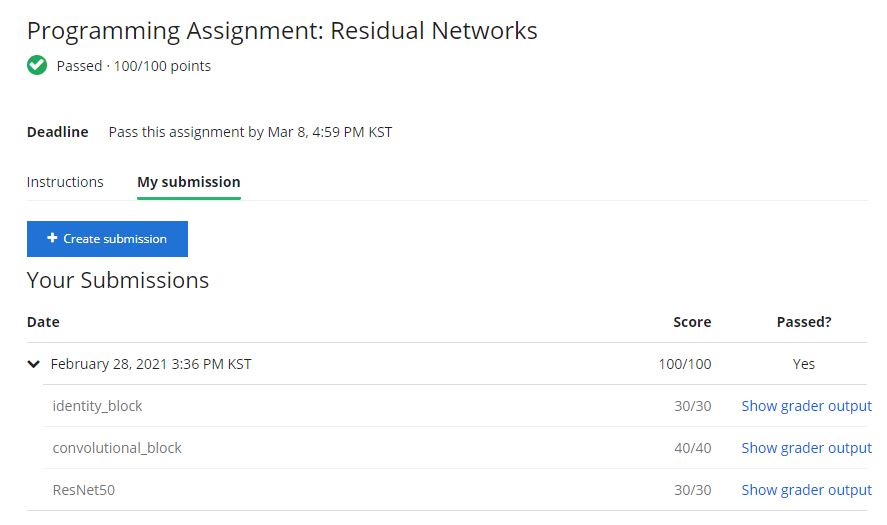 Programming Assignment: Residual Networks
Passed · 100/100 points
Deadline Pass this assignment by Mar 8, 4:59 PM KST
Instructions My submission
+ Create submission
Your Submissions
Date Score Passed?
February 28, 2021 3:36 PM KST 100/100 Yes
identity_block 30/30 Show grader output
convolutional_block 40/40 Show grader output
ResNet50 30/30 Show grader output